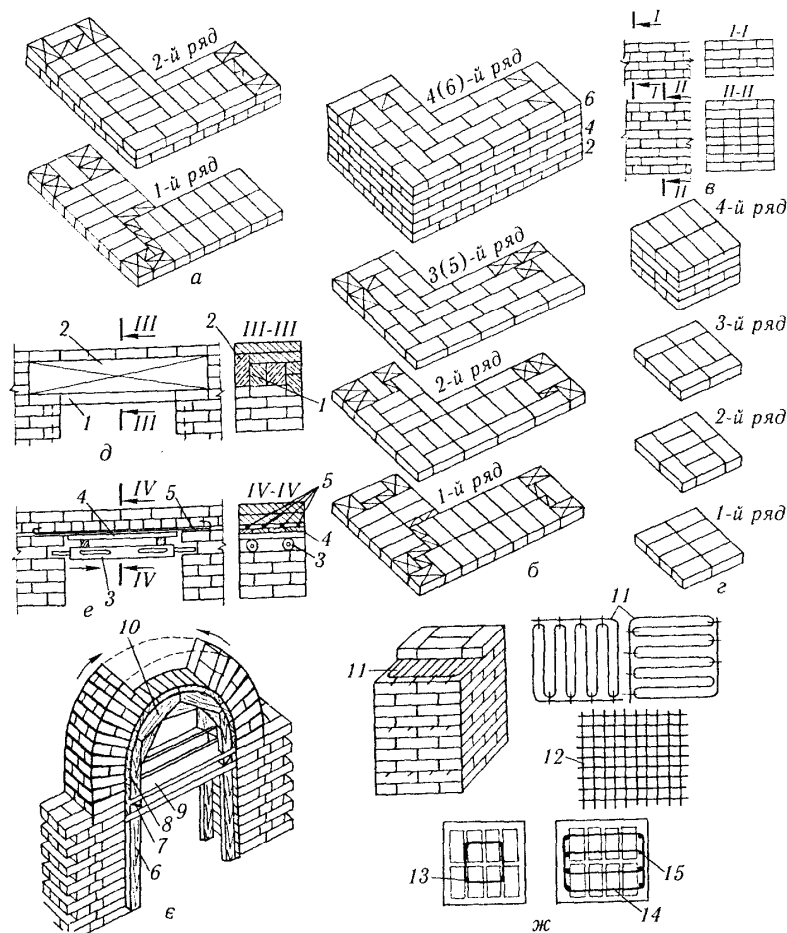 2-й ряд
1-й ряд
а
4(6)-й ряд
6
4
2
3(5)-й ряд
2-й ряд
1-й ряд
б
I
I-I
I II
II-II
II
в
4-й ряд
3-й ряд
2-й ряд
1-й ряд
г
2
III
1
III
д
2
III-III
1
4
IV
5
3
IV
е
IV-IV
5
4
3
10
9
8
7
6
є
11
11
12
13
15
14
ж